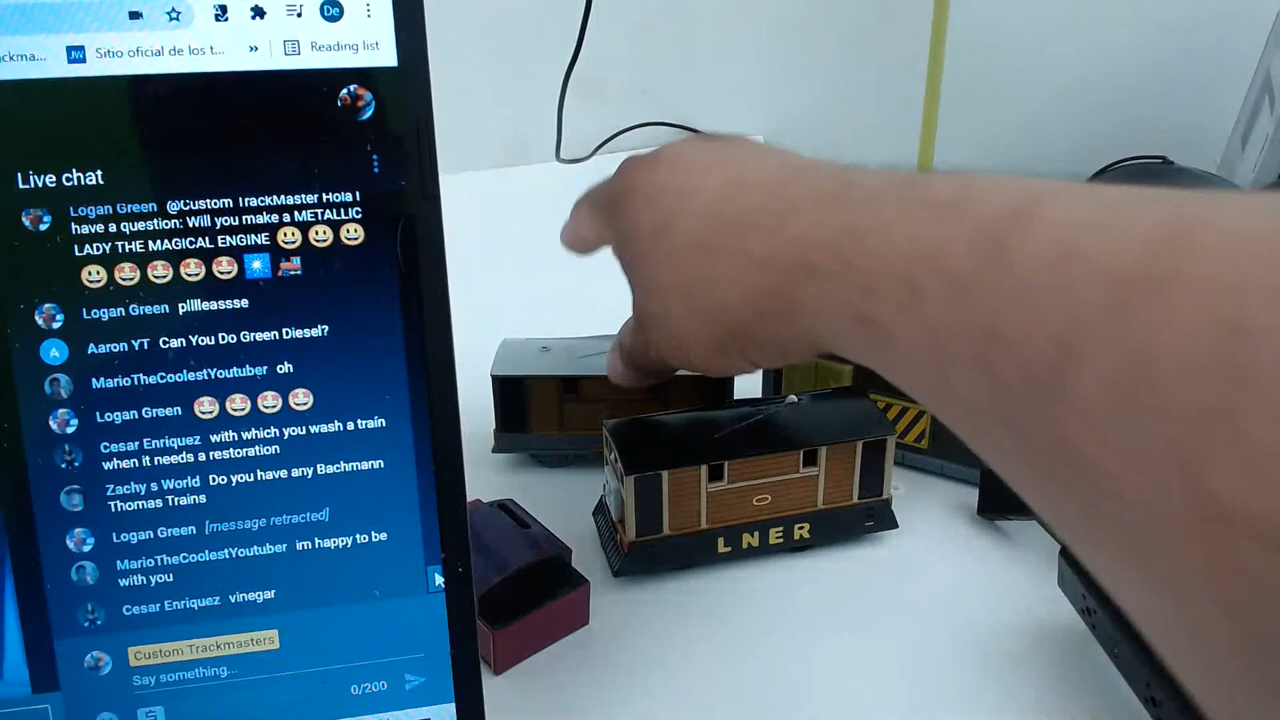 De
ckma...
JW
Sitio oficial de los t...
»
Reading list
Live chat
Logan Green @Custom TrackMaster Hola I
have a question: Will you make a METALLIC
LADY THE MAGICAL ENGINE 😃 😃 😃
😃 🤩 🤩 🤩 🤩 🎆 🚂
Logan Green plllleassse
Aaron YT Can You Do Green Diesel?
MarioTheCoolestYoutuber oh
Logan Green 🤩 🤩 🤩 🤩
Cesar Enriquez with which you wash a traín
when it needs a restoration
Zachy s World Do you have any Bachmann
Thomas Trains
Logan Green [message retracted]
MarioTheCoolestYoutuber im happy to be
with you
Cesar Enriquez vinegar
Custom Trackmasters
Say something...
0/200
A
LNER